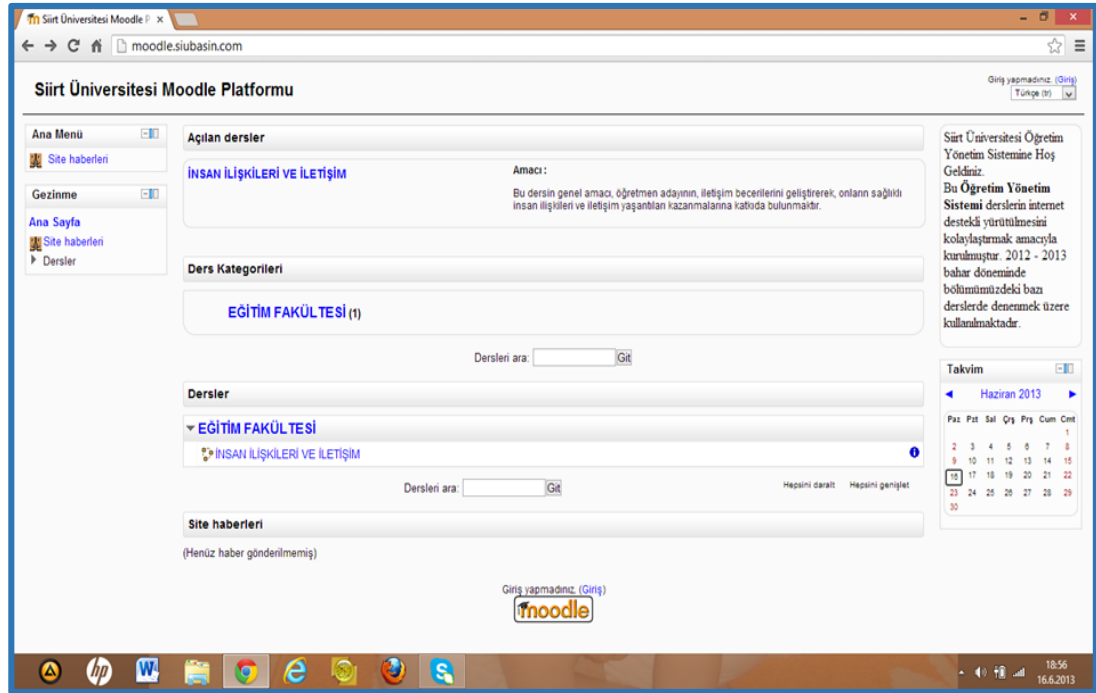 Siirt Üniversitesi Moodle P
moodle.siubasin.com
Siirt Üniversitesi Moodle Platformu
Giriş yapmadınız. (Giriş)
Türkçe (tr)
Ana Menü
Site haberleri
Gezinme
Ana Sayfa
Site haberleri
Dersler
Açılan dersler
İNSAN İLİŞKİLERİ VE İLETİŞİM
Amacı :
Bu dersin genel amacı, öğretmen adayının, iletişim becerilerini geliştirerek, onların sağlıklı
insan ilişkileri ve iletişim yaşantıları kazanmalarına katkıda bulunmaktır.
Ders Kategorileri
EĞİTİM FAKÜLTESİ (1)
Dersleri ara: Git
Dersler
EĞİTİM FAKÜLTESİ
İNSAN İLİŞKİLERİ VE İLETİŞİM
Dersleri ara: Git
Hepsini daralt Hepsini genişlet
Site haberleri
(Henüz haber gönderilmemiş)
Giriş yapmadınız. (Giriş)
moodle
Siirt Üniversitesi Öğretim
Yönetim Sistemine Hoş
Geldiniz.
Bu Öğretim Yönetim
Sistemi derslerin internet
destekli yürütülmesini
kolaylaştırmak amacıyla
kurulmuştur. 2012 - 2013
bahar döneminde
bölümümüzdeki bazı
derslerde denenmek üzere
kullanılmaktadır.
Takvim
Haziran 2013
Paz Pzt Sal Çrş Prş Cum Cmt
1
2 3 4 5 6 7 8
9 10 11 12 13 14 15
16 17 18 19 20 21 22
23 24 25 26 27 28 29
30
hp
W
18:56
16.6.2013